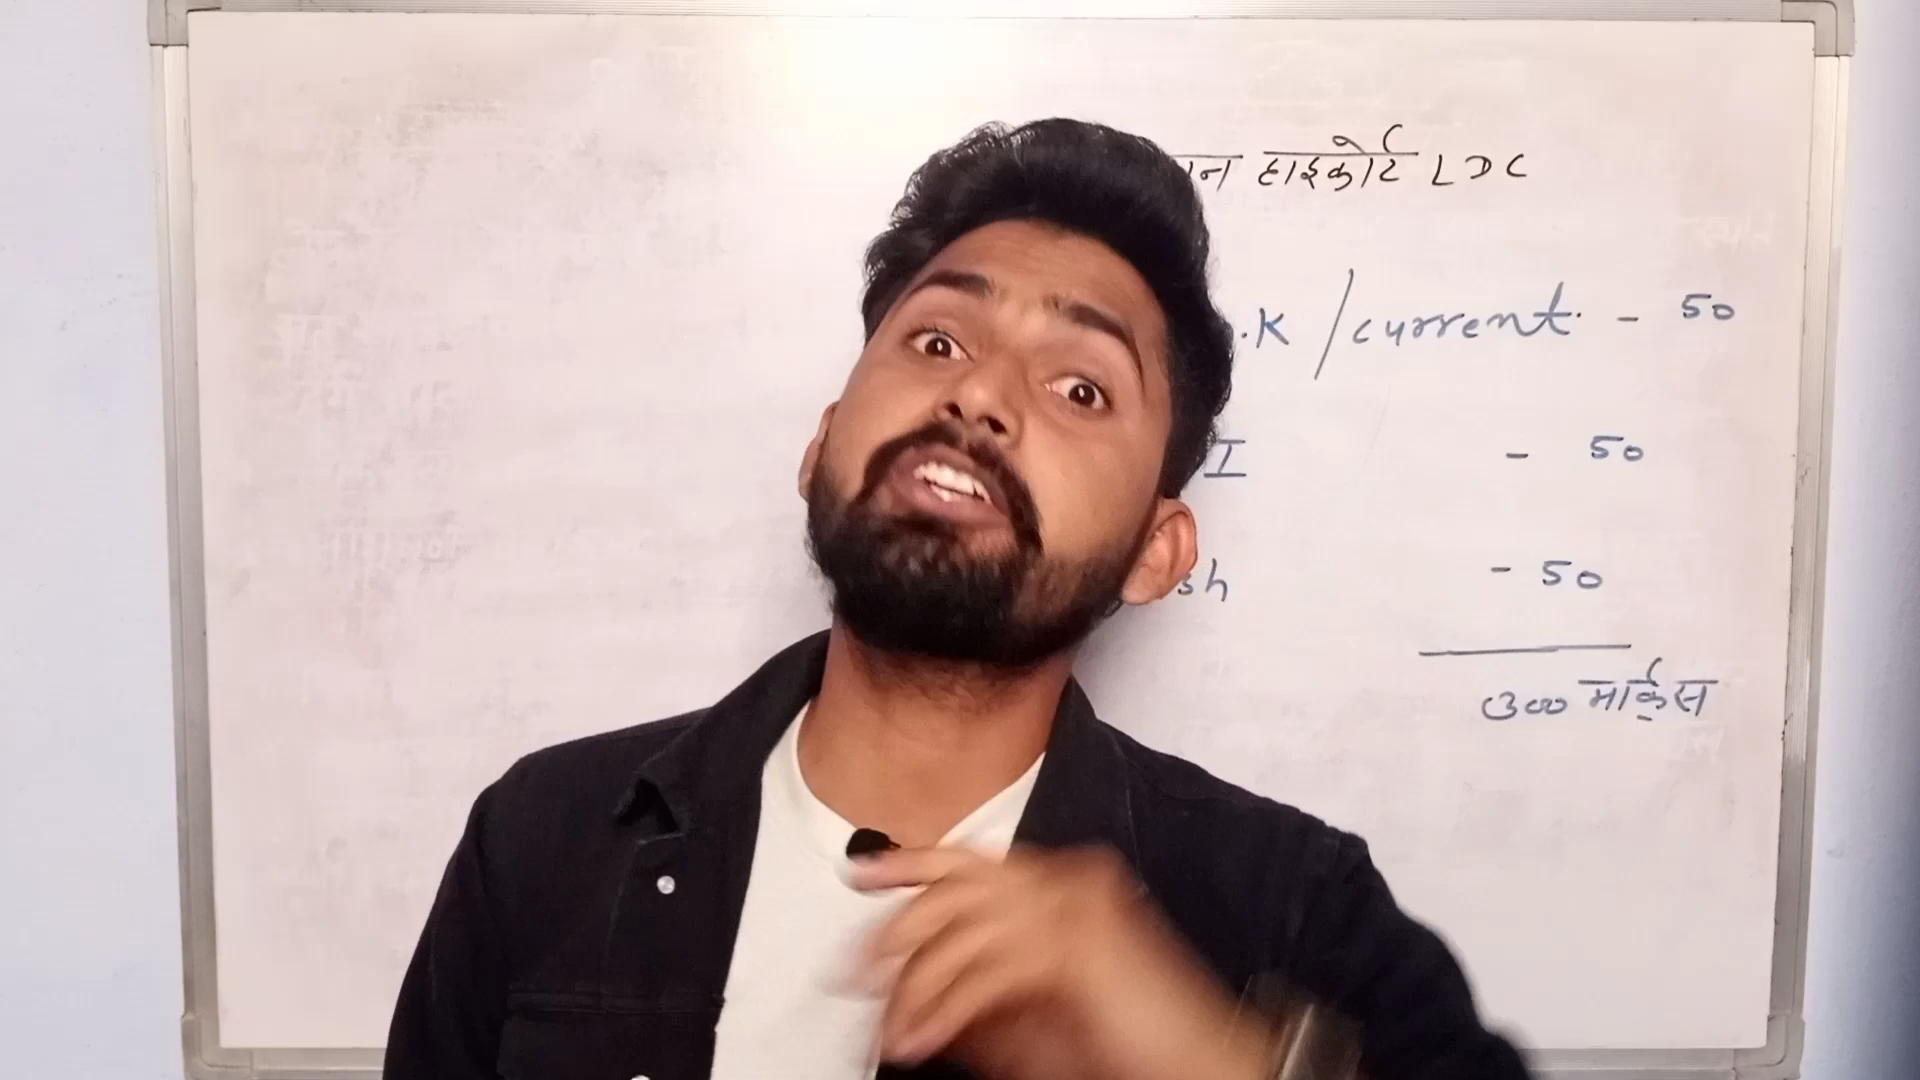 हाइकोर्ट LDC
.K / current. - 50
I - 50
sh - 50
300 मार्क्स